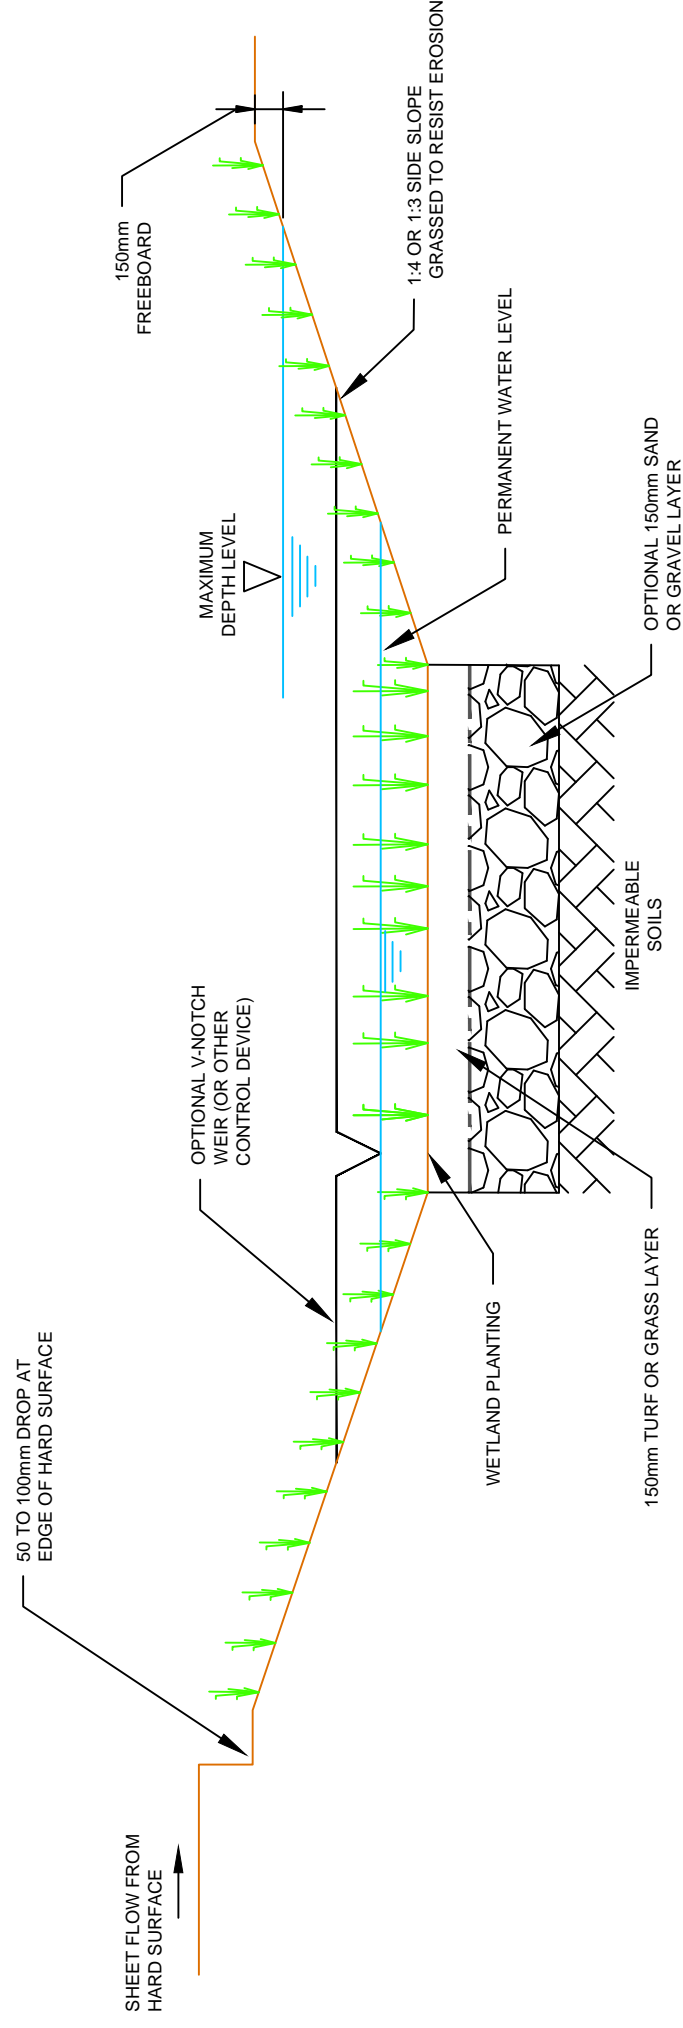 SHEET FLOW FROM
HARD SURFACE
50 TO 100mm DROP AT
EDGE OF HARD SURFACE
OPTIONAL V-NOTCH
WEIR (OR OTHER
CONTROL DEVICE)
MAXIMUM
DEPTH LEVEL
150mm
FREEBOARD
1:4 OR 1:3 SIDE SLOPE
GRASSED TO RESIST EROSION
PERMANENT WATER LEVEL
WETLAND PLANTING
150mm TURF OR GRASS LAYER
IMPERMEABLE
SOILS
OPTIONAL 150mm SAND
OR GRAVEL LAYER